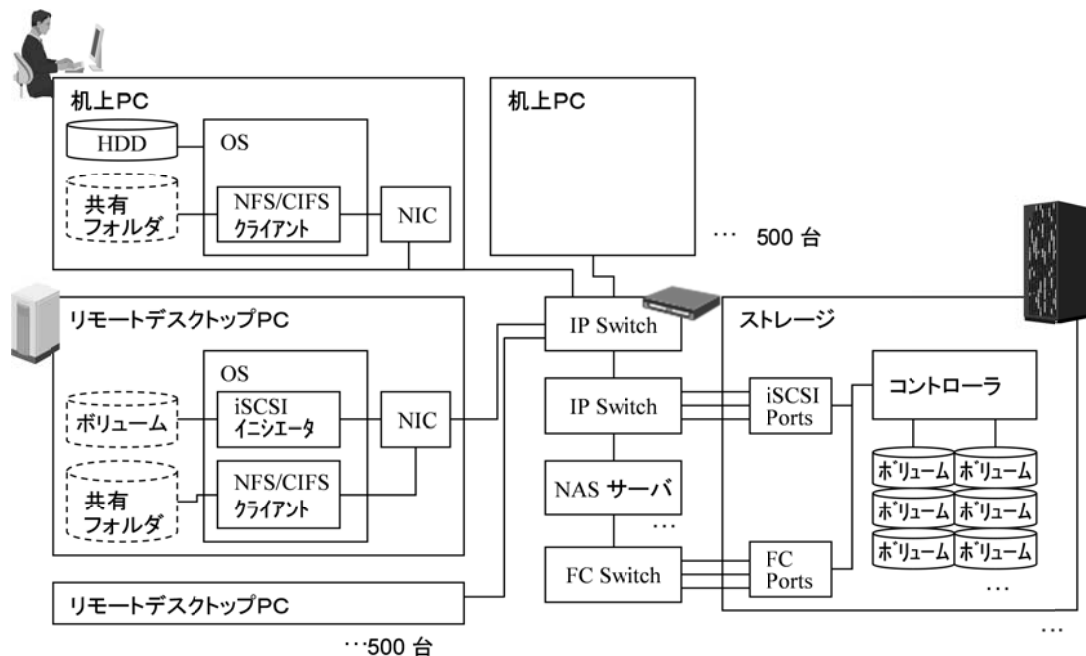 机上PC
HDD
OS
共有
フォルダ
NFS/CIFS
クライアント
NIC
机上PC
… 500 台
リモートデスクトップPC
OS
ボリューム
iSCSI
イニシエータ
NIC
共有
フォルダ
NFS/CIFS
クライアント
リモートデスクトップPC
…500 台
IP Switch
IP Switch
NAS サーバ
…
FC Switch
ストレージ
iSCSI
Ports
コントローラ
ボリューム
ボリューム
ボリューム
ボリューム
ボリューム
ボリューム
…
FC
Ports
…